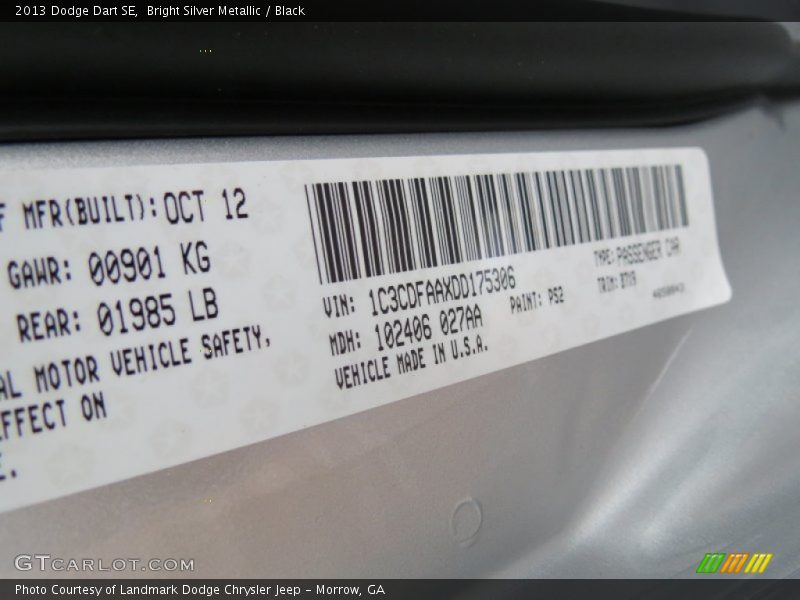 2013 Dodge Dart SE, Bright Silver Metallic / Black
F MFR(BUILT): OCT 12
GAWR: 00901 KG
REAR: 01985 LB
AL MOTOR VEHICLE SAFETY,
EFFECT ON
E.
VIN: 1C3CDFAAXDD175306
TYPE: PASSENGER CAR
MDH: 102406 027AA
PAINT: PS2
TRIM:
VEHICLE MADE IN U.S.A.
GTCARLOT.COM
Photo Courtesy of Landmark Dodge Chrysler Jeep – Morrow, GA